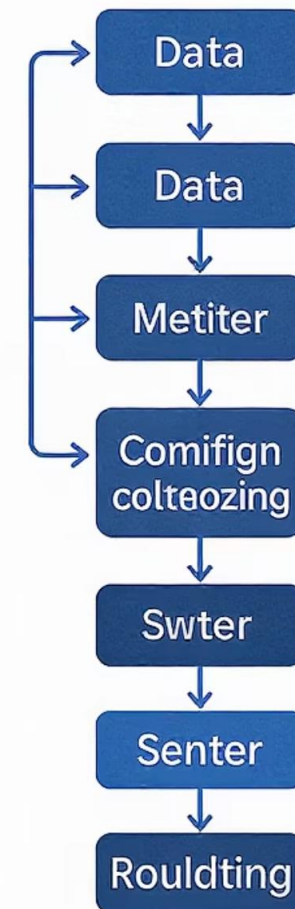 Data
Data
Metiter
Comifign
colteozing
Swter
Senter
Rouldting